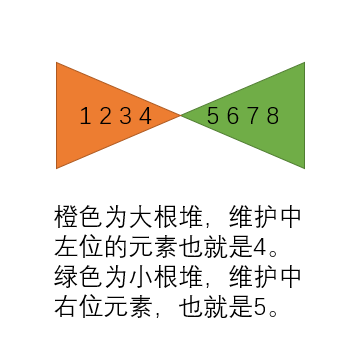 1 2 3 4 5 6 7 8
橙色为大根堆，维护中
左位的元素也就是4。
绿色为小根堆，维护中
右位元素，也就是5。